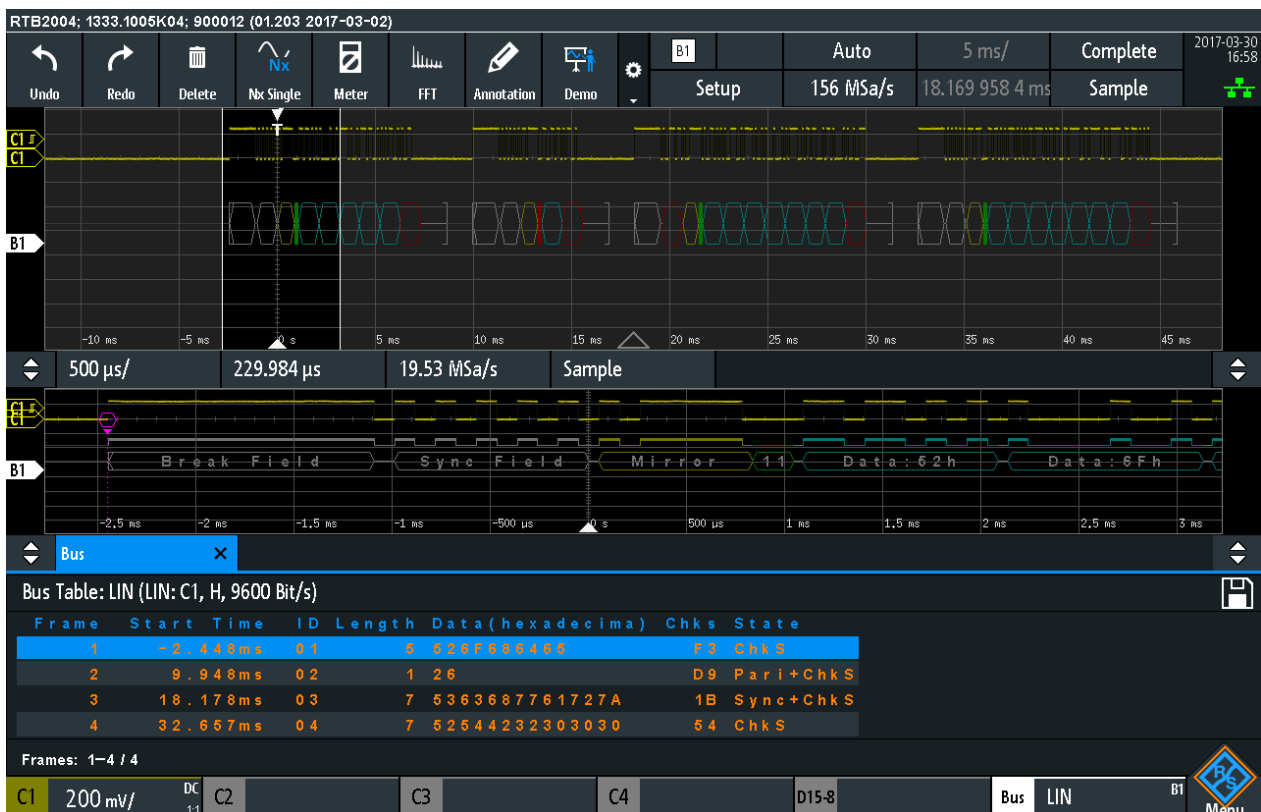 RTB2004; 1333.1005K04; 900012 (01.203 2017-03-02)
Undo Redo Delete Nx Single Meter FFT Annotation Demo
Nx
B1 Auto 5 ms/ Complete
Setup 156 MSa/s 18.169 958 4 ms Sample
2017-03-30
16:58
T
C1
C1
B1
-10 ms -5 ms 0 s 5 ms 10 ms 15 ms 20 ms 25 ms 30 ms 35 ms 40 ms 45 ms
500 µs/ 229.984 µs 19.53 MSa/s Sample
B1 Break Field Sync Field Mirror 11 Data:52h Data:6Fh
-2.5 ms -2 ms -1.5 ms -1 ms -500 µs 0 s 500 µs 1 ms 1.5 ms 2 ms 2.5 ms 3 ms
Bus
Bus Table: LIN (LIN: C1, H, 9600 Bit/s)
Frame Start Time ID Length Data(hexadecima) Chks State
1 -2.448ms 01 5 526F686465 F3 ChkS
2 9.948ms 02 1 26 D9 Pari+ChkS
3 18.178ms 03 7 5363687761727A 1B Sync+ChkS
4 32.657ms 04 7 52544232303030 54 ChkS
Frames: 1-4 / 4
C1 200 mV/ DC 1:1 C2 C3 C4 D15-8 Bus LIN B1
R&S
Menu